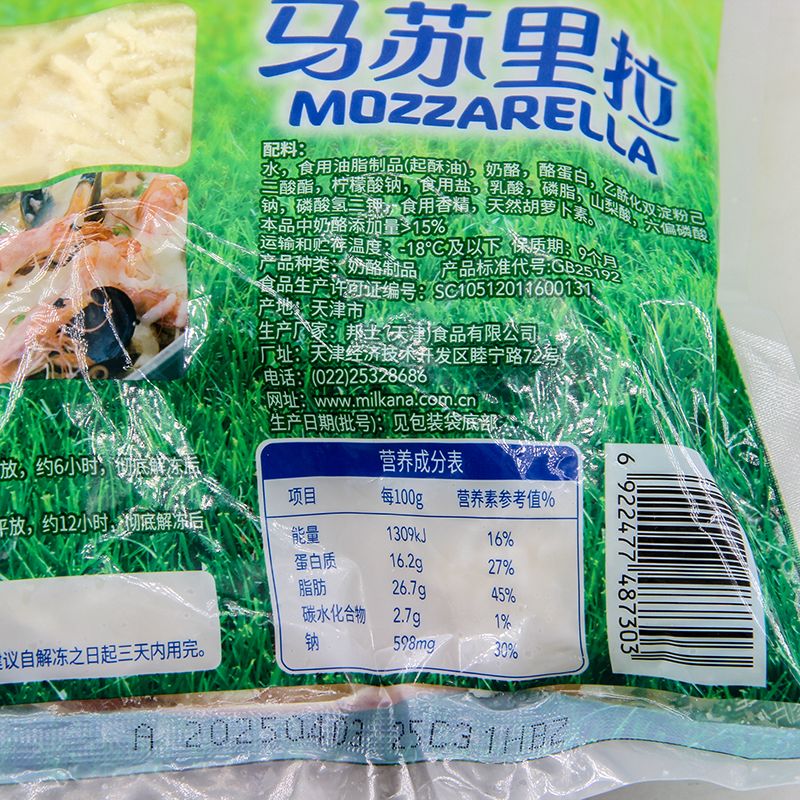 马苏里拉
MOZZARELLA
配料：
水，食用油脂制品(起酥油)，奶酪，酪蛋白，乙酰化双淀粉己
二酸酯，柠檬酸钠，食用盐，乳酸，磷脂，山梨酸，六偏磷酸
钠，磷酸氢二钾，食用香精，天然胡萝卜素。
本品中奶酪添加量>15%
运输和贮存温度：-18℃及以下 保质期：9个月
产品种类：奶酪制品 产品标准代号:GB25192
食品生产许可证编号：SC10512011600131
产地：天津市
生产厂家：邦士(天津)食品有限公司
厂址：天津经济技术开发区睦宁路72号
电话：(022)25328686
网址：www.milkana.com.cn
生产日期(批号)：见包装袋底部
放，约6小时，彻底解冻后
平放，约12小时，彻底解冻后
建议自解冻之日起三天内用完。
营养成分表
项目 每100g 营养素参考值%
能量 1309kJ 16%
蛋白质 16.2g 27%
脂肪 26.7g 45%
碳水化合物 2.7g 1%
钠 598mg 30%
6 922477 487303
A 20250403 25C31HBZ